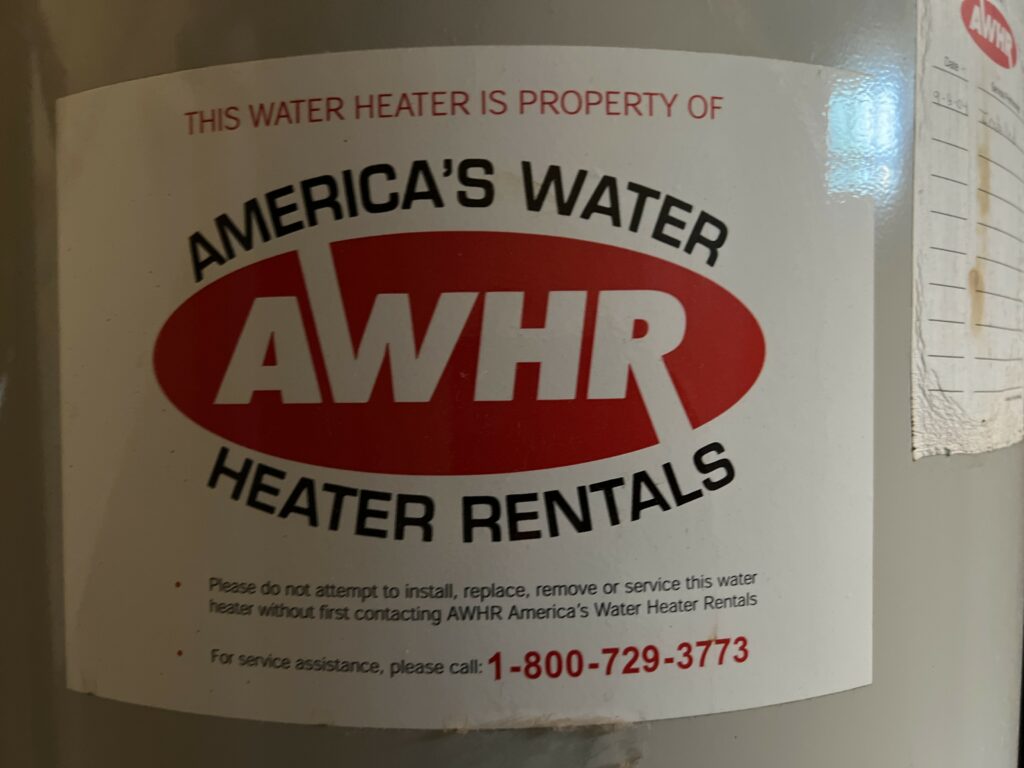 THIS WATER HEATER IS PROPERTY OF
AMERICA'S WATER
AWHR
HEATER RENTALS
• Please do not attempt to install, replace, remove or service this water
heater without first contacting AWHR America's Water Heater Rentals
• For service assistance, please call: 1-800-729-3773
AWHR
Date